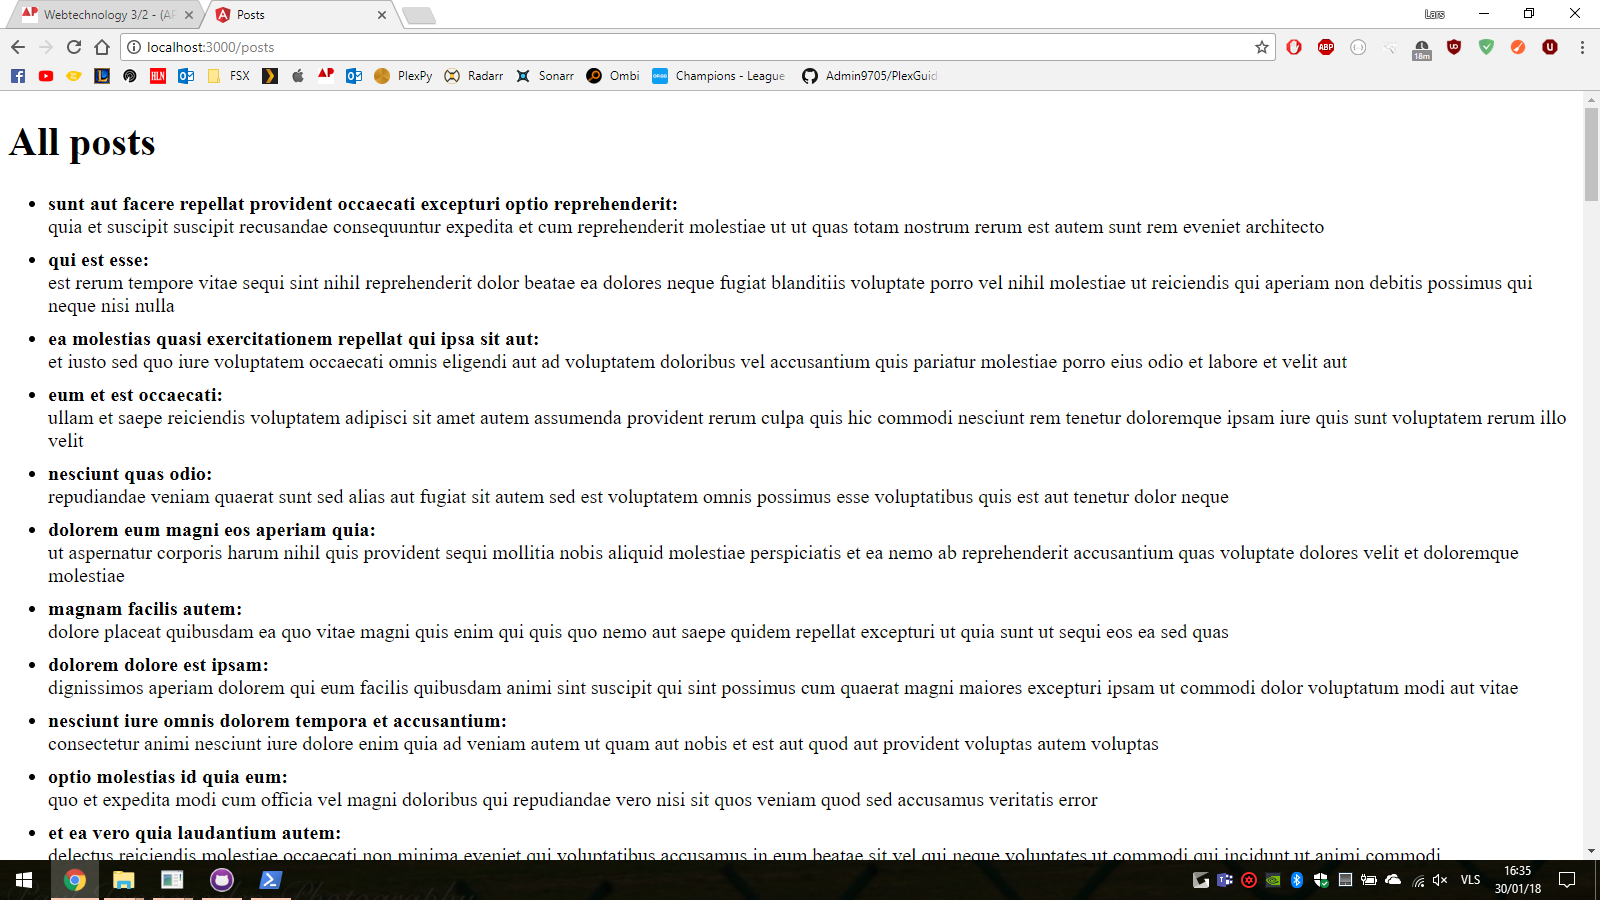 Webtechnology 3/2 - (AP
Posts
Lars
localhost:3000/posts
ABP
18m
HLN
FSX
AP
PlexPy
Radarr
Sonarr
Ombi
Champions - League
Admin9705/PlexGuid
All posts
sunt aut facere repellat provident occaecati excepturi optio reprehenderit:
quia et suscipit suscipit recusandae consequuntur expedita et cum reprehenderit molestiae ut ut quas totam nostrum rerum est autem sunt rem eveniet architecto
qui est esse:
est rerum tempore vitae sequi sint nihil reprehenderit dolor beatae ea dolores neque fugiat blanditiis voluptate porro vel nihil molestiae ut reiciendis qui aperiam non debitis possimus qui
neque nisi nulla
ea molestias quasi exercitationem repellat qui ipsa sit aut:
et iusto sed quo iure voluptatem occaecati omnis eligendi aut ad voluptatem doloribus vel accusantium quis pariatur molestiae porro eius odio et labore et velit aut
eum et est occaecati:
ullam et saepe reiciendis voluptatem adipisci sit amet autem assumenda provident rerum culpa quis hic commodi nesciunt rem tenetur doloremque ipsam iure quis sunt voluptatem rerum illo
velit
nesciunt quas odio:
repudiandae veniam quaerat sunt sed alias aut fugiat sit autem sed est voluptatem omnis possimus esse voluptatibus quis est aut tenetur dolor neque
dolorem eum magni eos aperiam quia:
ut aspernatur corporis harum nihil quis provident sequi mollitia nobis aliquid molestiae perspiciatis et ea nemo ab reprehenderit accusantium quas voluptate dolores velit et doloremque
molestiae
magnam facilis autem:
dolore placeat quibusdam ea quo vitae magni quis enim qui quis quo nemo aut saepe quidem repellat excepturi ut quia sunt ut sequi eos ea sed quas
dolorem dolore est ipsam:
dignissimos aperiam dolorem qui eum facilis quibusdam animi sint suscipit qui sint possimus cum quaerat magni maiores excepturi ipsam ut commodi dolor voluptatum modi aut vitae
nesciunt iure omnis dolorem tempora et accusantium:
consectetur animi nesciunt iure dolore enim quia ad veniam autem ut quam aut nobis et est aut quod aut provident voluptas autem voluptas
optio molestias id quia eum:
quo et expedita modi cum officia vel magni doloribus qui repudiandae vero nisi sit quos veniam quod sed accusamus veritatis error
et ea vero quia laudantium autem:
delectus reiciendis molestiae occaecati non minima eveniet qui voluptatibus accusamus in eum beatae sit vel qui neque voluptates ut commodi qui incidunt ut animi commodi
VLS
16:35
30/01/18